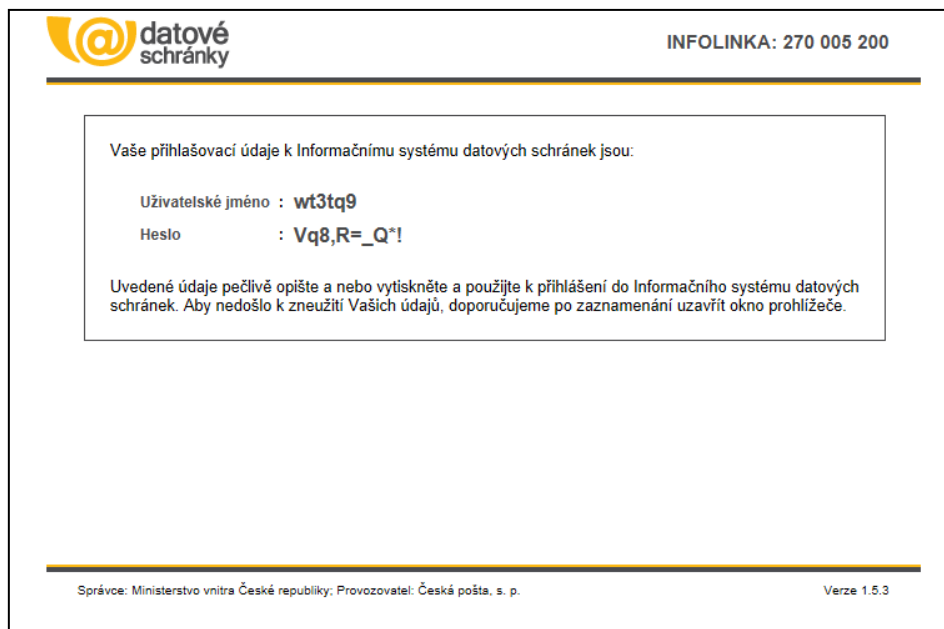 datové
schránky
INFOLINKA: 270 005 200
Vaše přihlašovací údaje k Informačnímu systému datových schránek jsou:
Uživatelské jméno : wt3tq9
Heslo : Vq8,R=_Q*!
Uvedené údaje pečlivě opište a nebo vytiskněte a použijte k přihlášení do Informačního systému datových
schránek. Aby nedošlo k zneužití Vašich údajů, doporučujeme po zaznamenání uzavřít okno prohlížeče.
Správce: Ministerstvo vnitra České republiky; Provozovatel: Česká pošta, s. p.
Verze 1.5.3